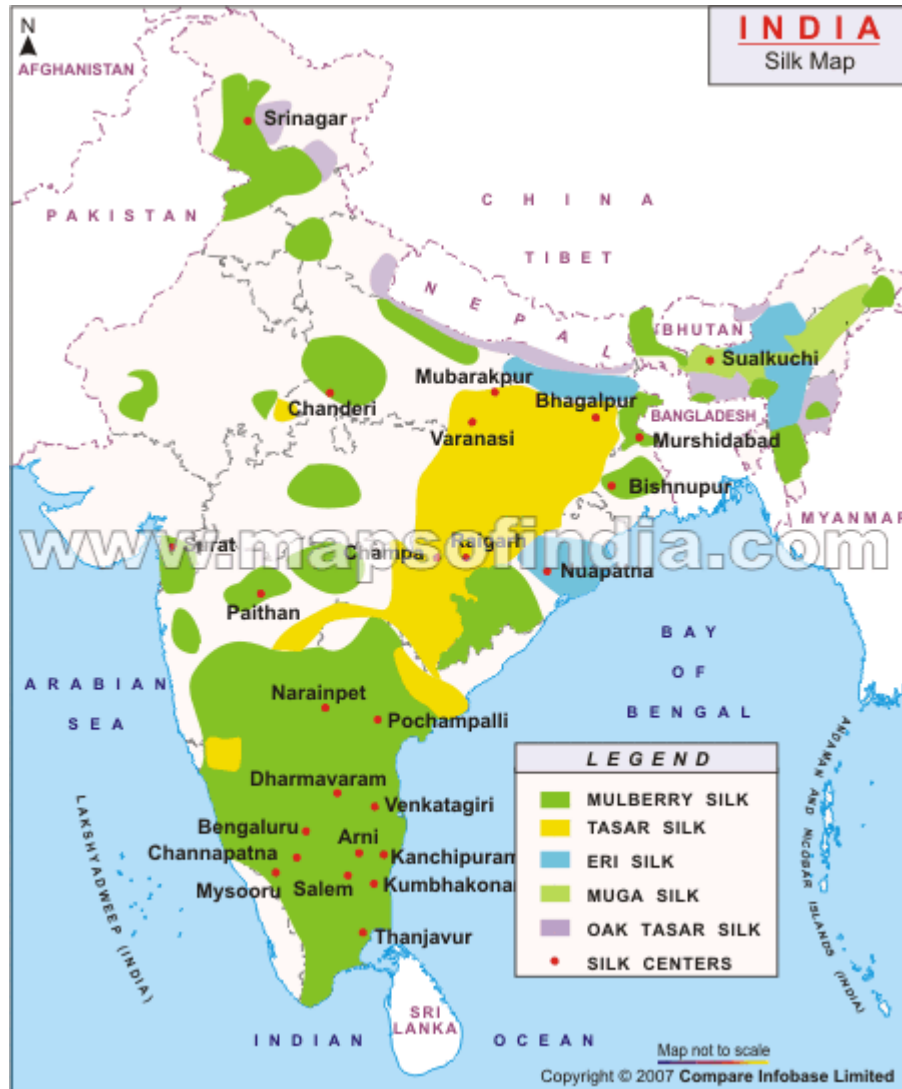 INDIA
Silk Map
N
AFGHANISTAN
Srinagar
PAKISTAN
CHINA
TIBET
NEPAL
BHUTAN
Sualkuchi
Mubarakpur
Chanderi
Bhagalpur
BANGLADESH
Varanasi
Murshidabad
Bishnupur
MYANMAR
www.mapsofindia.com
Surat
Champa
Raigarh
Nuapatna
Paithan
BAY
OF
BENGAL
ARABIAN
SEA
Narainpet
Pochampalli
Dharmavaram
Venkatagiri
Bengaluru
Arni
Channapatna
Kanchipuram
Mysooru
Salem
Kumbhakonam
Thanjavur
LAKSHYADWEEP (INDIA)
ANDAMAN AND NICOBAR ISLANDS (INDIA)
LEGEND
MULBERRY SILK
TASAR SILK
ERI SILK
MUGA SILK
OAK TASAR SILK
SILK CENTERS
SRI
LANKA
INDIAN OCEAN
Map not to scale
Copyright © 2007 Compare Infobase Limited